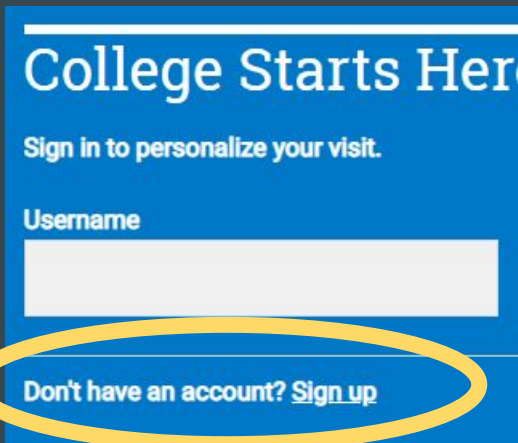 College Starts Her
Sign in to personalize your visit.
Username
Don't have an account? Sign up